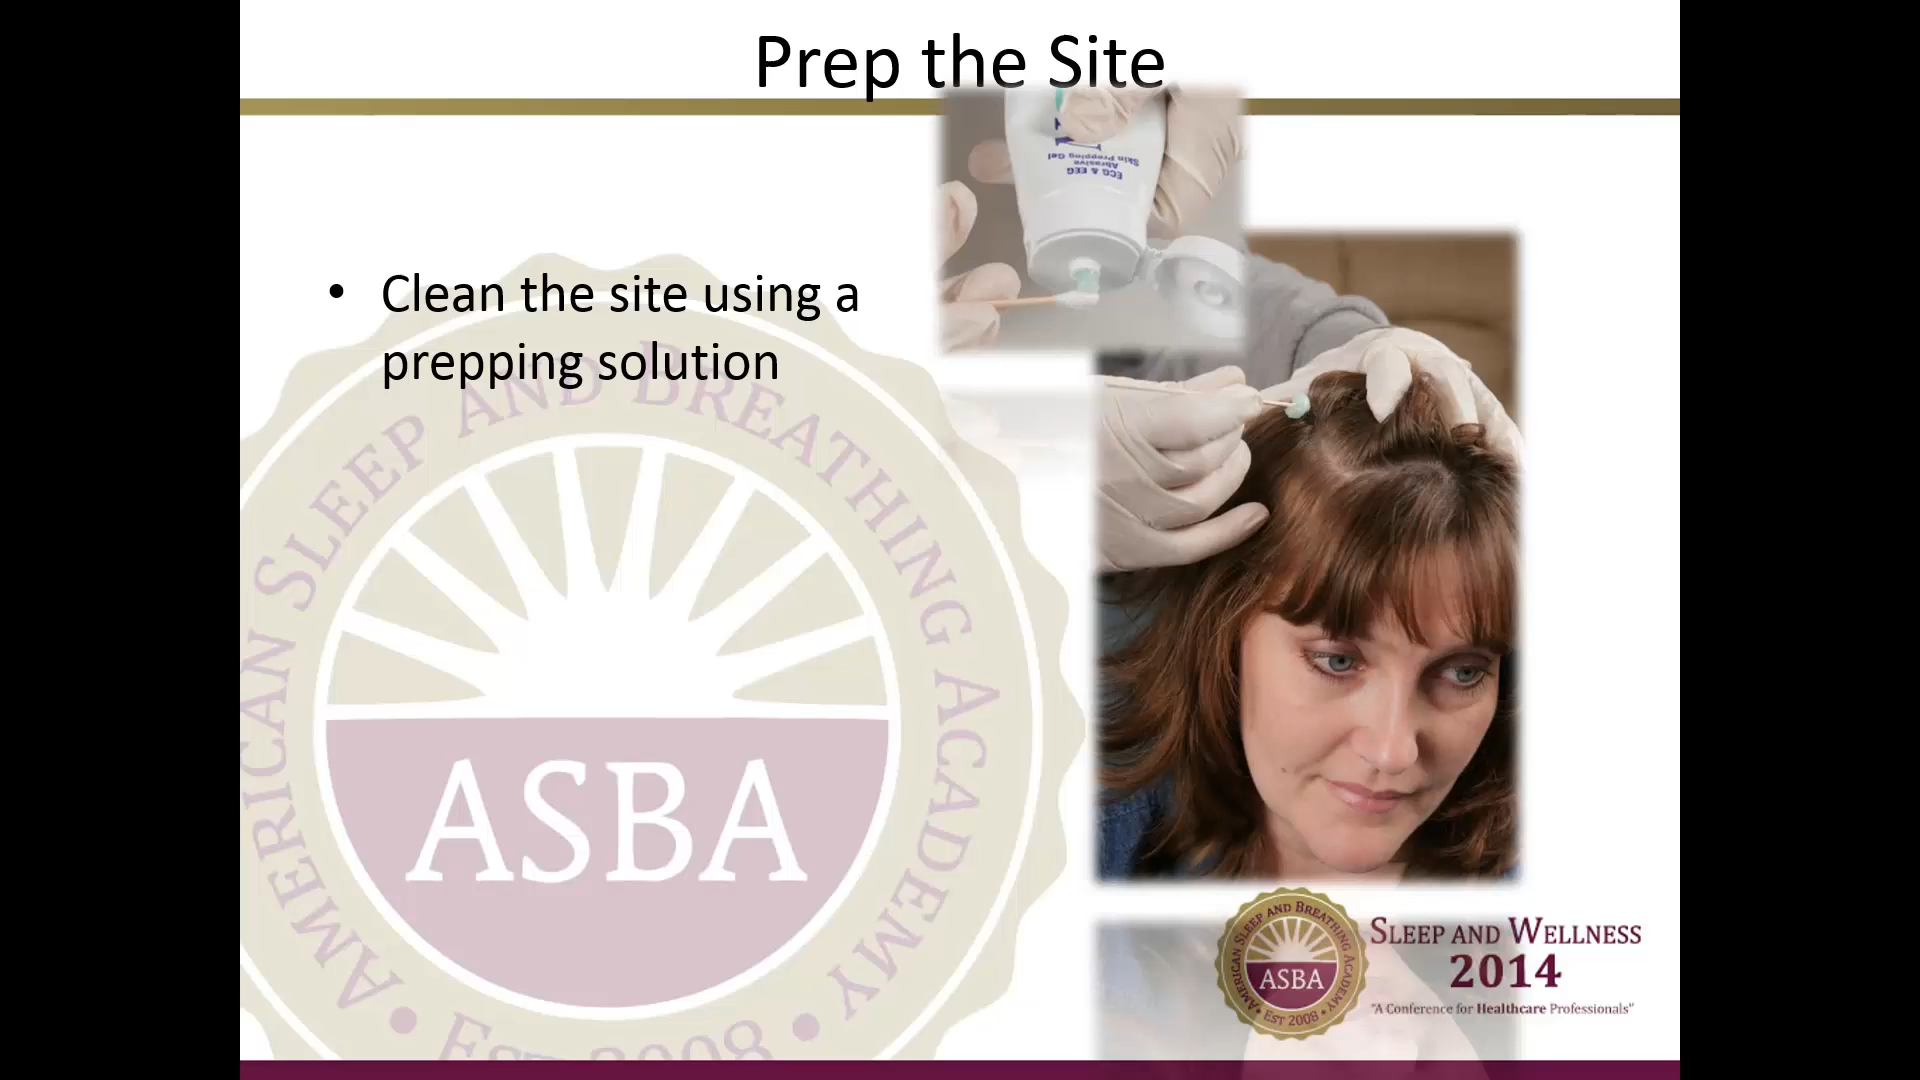 Prep the Site
Skin Prepping Gel
Abrasive
ECG & EEG
• Clean the site using a
prepping solution
AMERICAN SLEEP AND BREATHING ACADEMY
ASBA
• EST 2008 •
AMERICAN SLEEP AND BREATHING ACADEMY
ASBA
• EST 2008 •
SLEEP AND WELLNESS
2014
"A Conference for Healthcare Professionals"